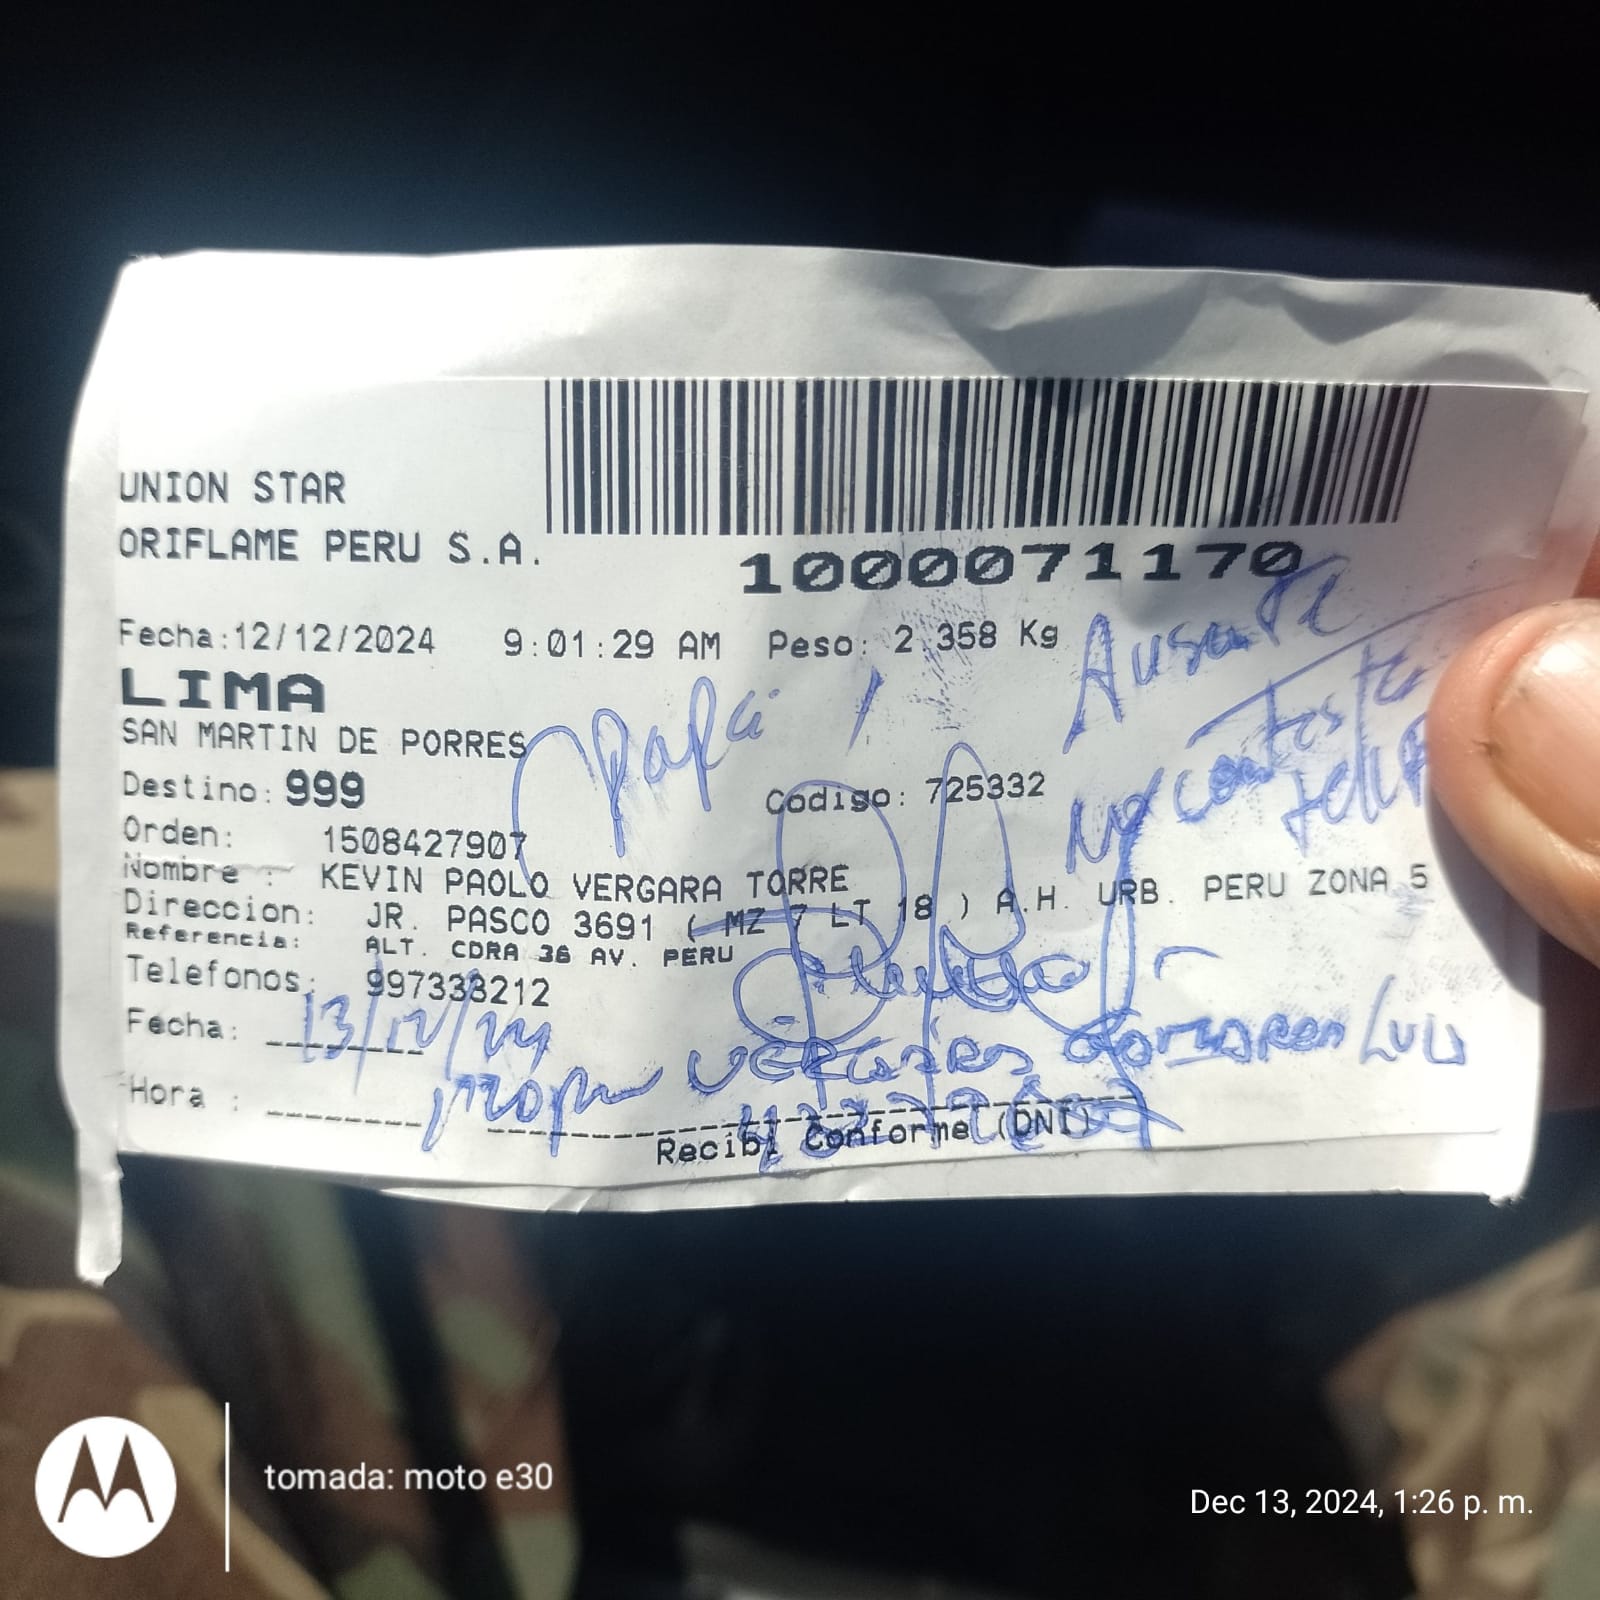 UNION STAR
ORIFLAME PERU S.A.
1000071170
Fecha:12/12/2024 9:01:29 AM Peso: 2.358 Kg
Ausente
LIMA
No contesta
SAN MARTIN DE PORRES
(Papá)
Destino: 999
Codigo: 725332
Orden: 1508427907
Nombre : KEVIN PAOLO VERGARA TORRE
Direccion: JR. PASCO 3691 ( MZ 7 LT 18 ) A.H. URB. PERU ZONA 5
Referencia: ALT. CDRA 36 AV. PERU
Telefonos: 997333212
Fecha: 13/12/24
Hora :
Luis
Recibi Conforme (DNI)
tomada: moto e30
Dec 13, 2024, 1:26 p. m.